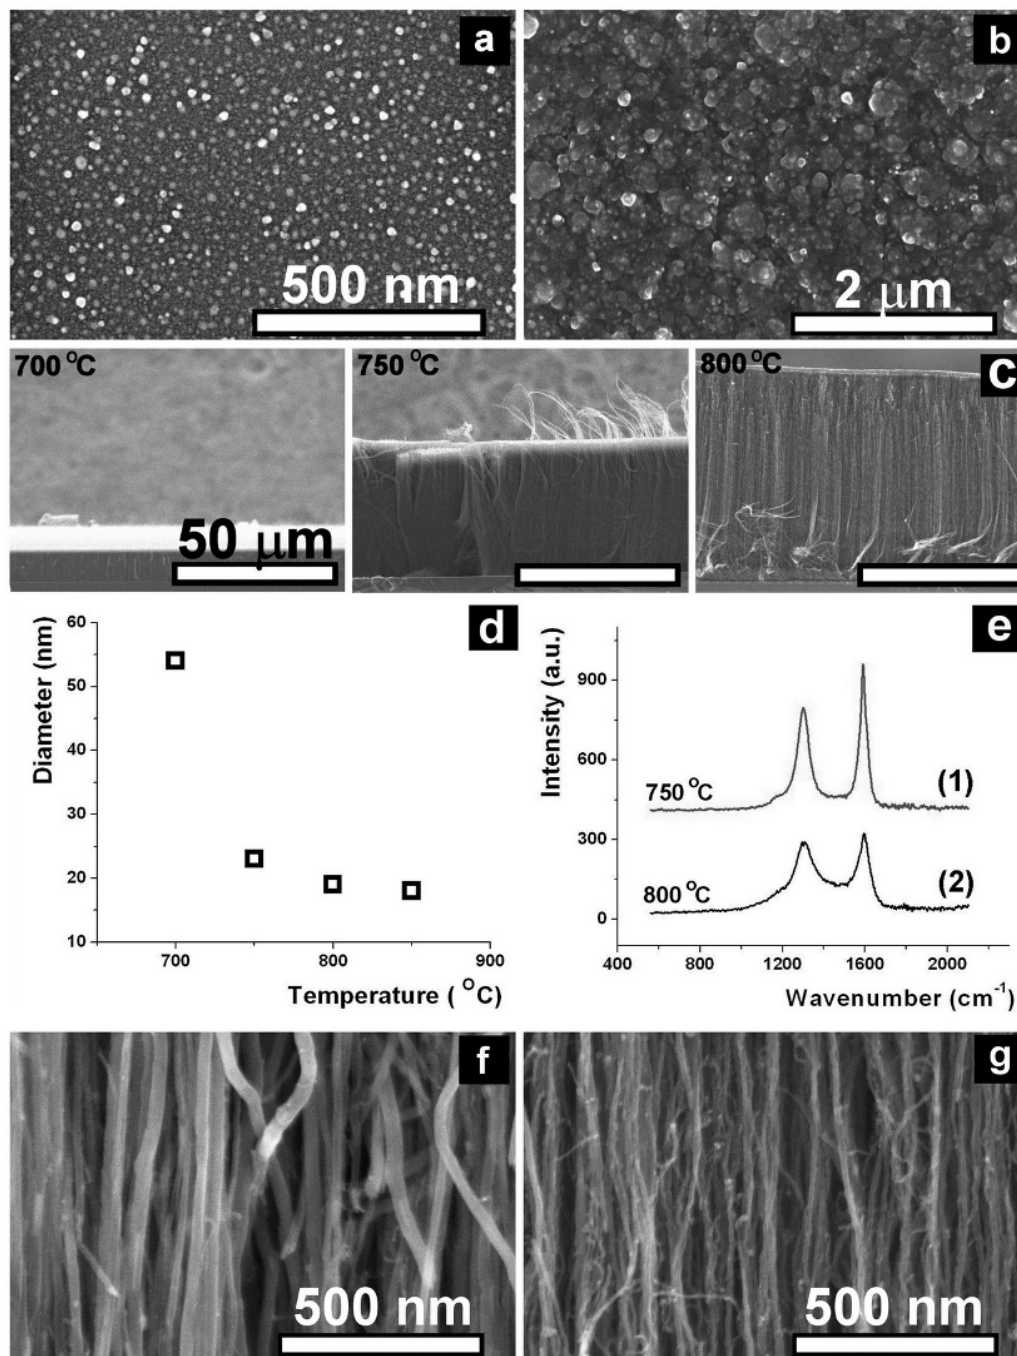 a
500 nm
b
2 μm
700 °C
50 μm
750 °C
800 °C
c
d
Diameter (nm)
60
50
40
30
20
10
700
800
900
Temperature ( °C)
e
Intensity (a.u.)
900
600
300
0
750 °C
(1)
800 °C
(2)
400
800
1200
1600
2000
Wavenumber (cm⁻¹)
f
500 nm
g
500 nm